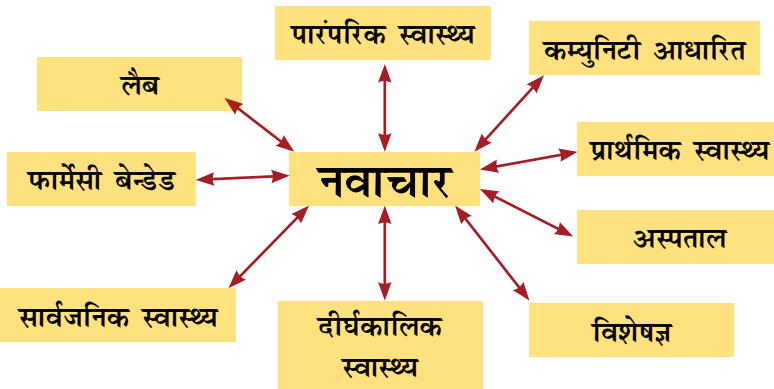 पारंपरिक स्वास्थ्य
कम्युनिटी आधारित
लैब
प्रार्थमिक स्वास्थ्य
फार्मेसी बेन्डेड
नवाचार
अस्पताल
सार्वजनिक स्वास्थ्य
दीर्घकालिक
स्वास्थ्य
विशेषज्ञ